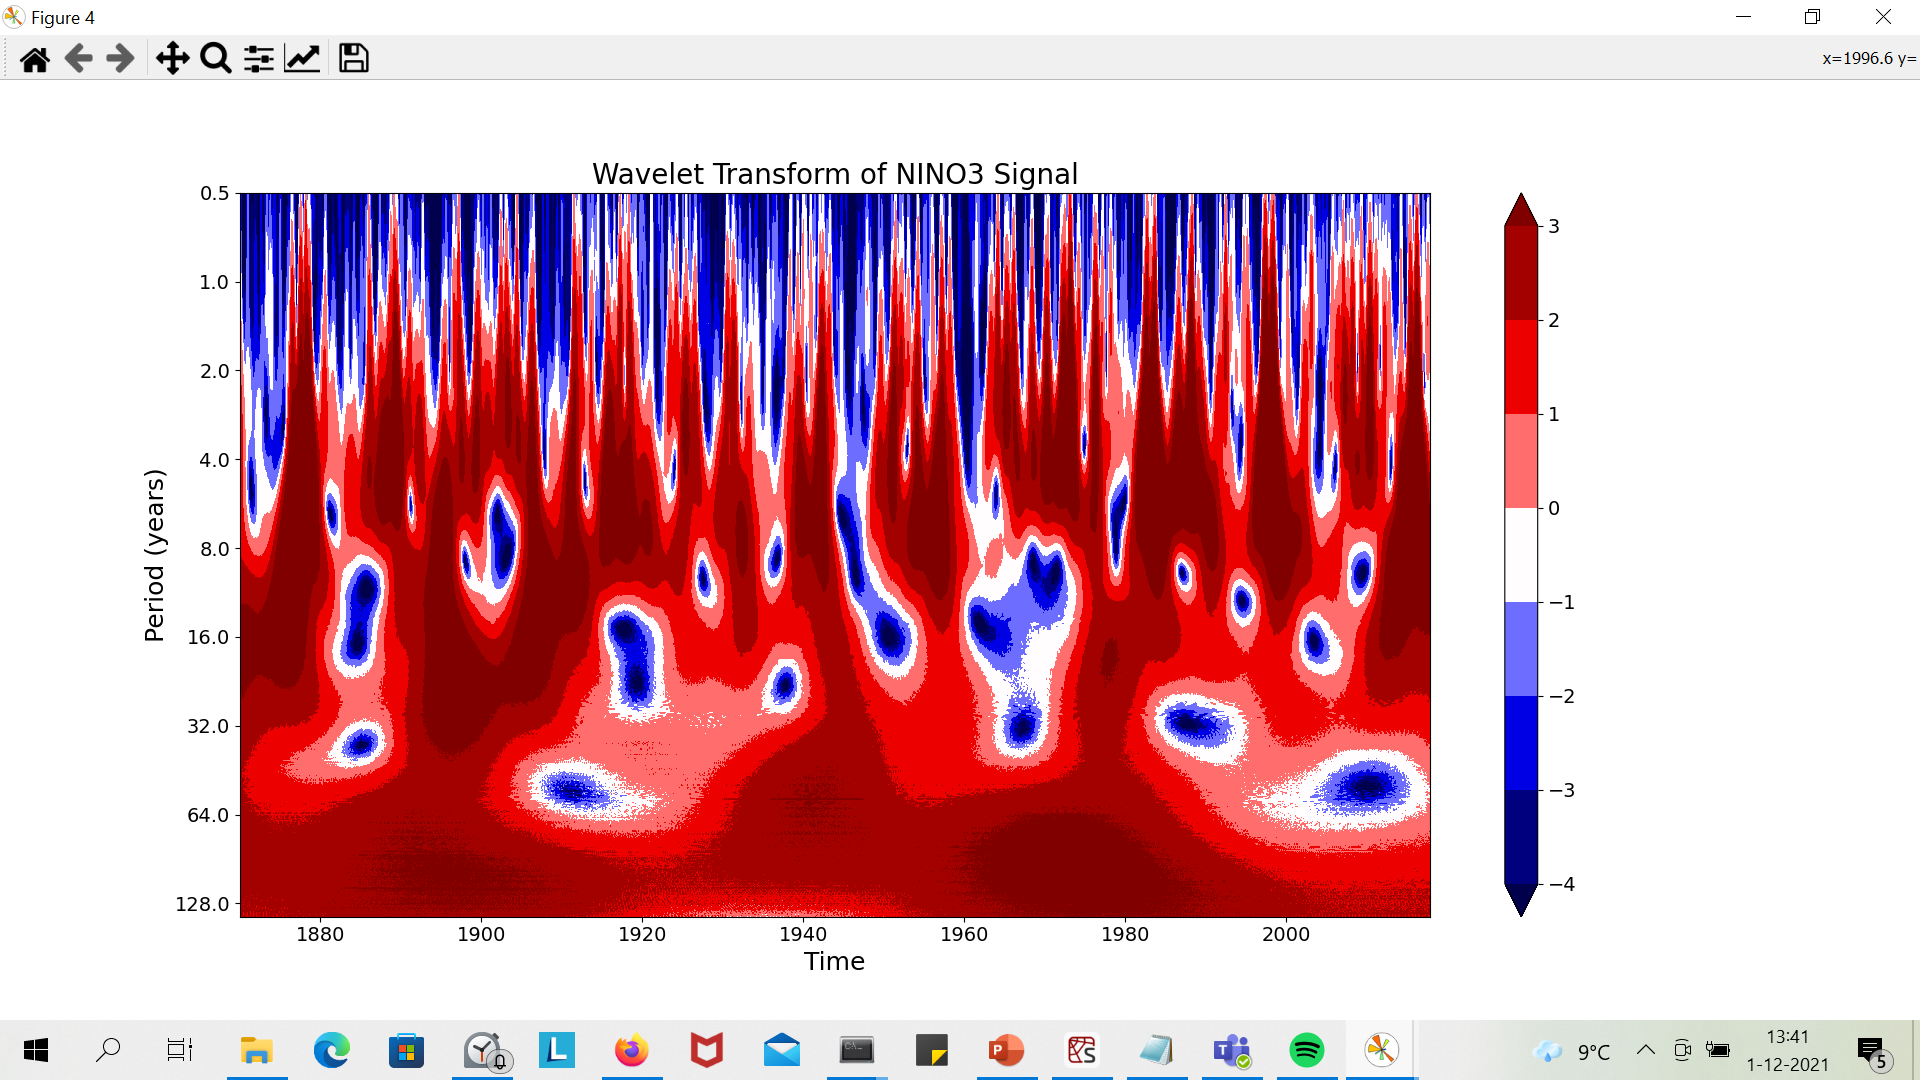 Figure 4
x=1996.6 y=
Wavelet Transform of NINO3 Signal
0.5
1.0
2.0
4.0
8.0
16.0
32.0
64.0
128.0
Period (years)
1880 1900 1920 1940 1960 1980 2000
Time
3
2
1
0
−1
−2
−3
−4
L
C:\_
P
S
T
9°C
13:41
1-12-2021
5